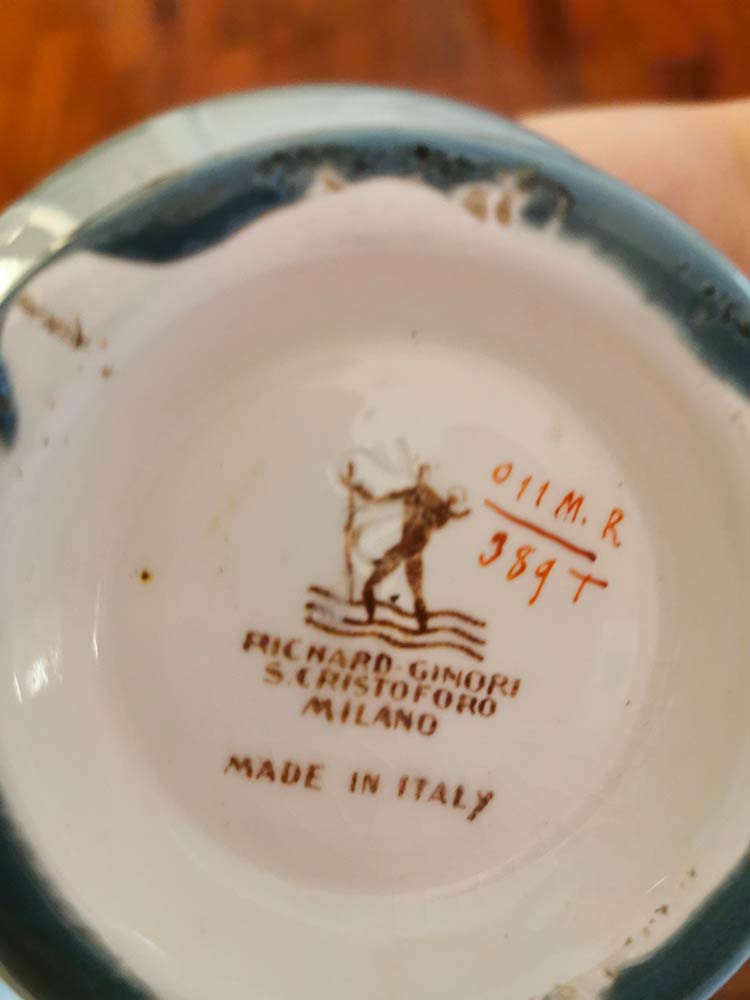 011 M. R.
389 T
RICHARD-GINORI
S. CRISTOFORO
MILANO
MADE IN ITALY